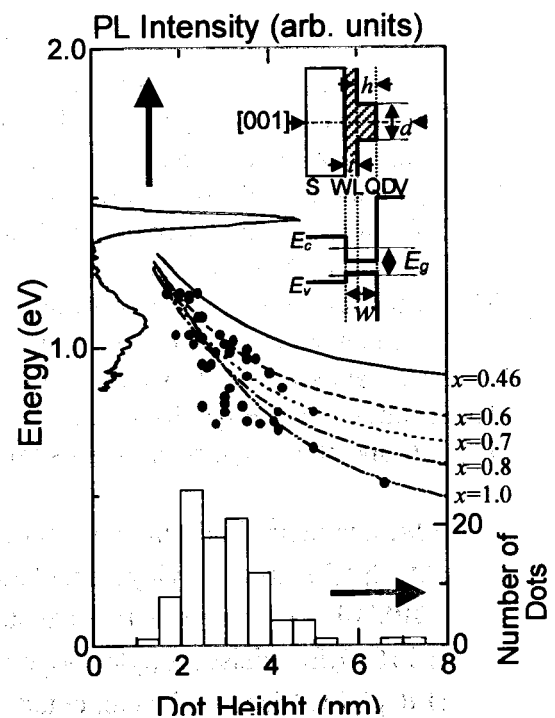 PL Intensity (arb. units)
2.0
h
[001]
d
t
S WLQDV
Ec
Eg
Ev
W
Energy (eV)
1.0
x=0.46
x=0.6
x=0.7
x=0.8
x=1.0
20
Number of
Dots
0
0
0 2 4 6 8
Dot Height (nm)